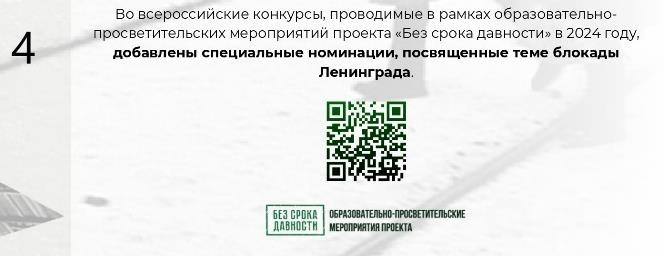 4
Во всероссийские конкурсы, проводимые в рамках образовательно-
просветительских мероприятий проекта «Без срока давности» в 2024 году,
добавлены специальные номинации, посвященные теме блокады
Ленинграда.
БЕЗ СРОКА
ДАВНОСТИ
ОБРАЗОВАТЕЛЬНО-ПРОСВЕТИТЕЛЬСКИЕ
МЕРОПРИЯТИЯ ПРОЕКТА